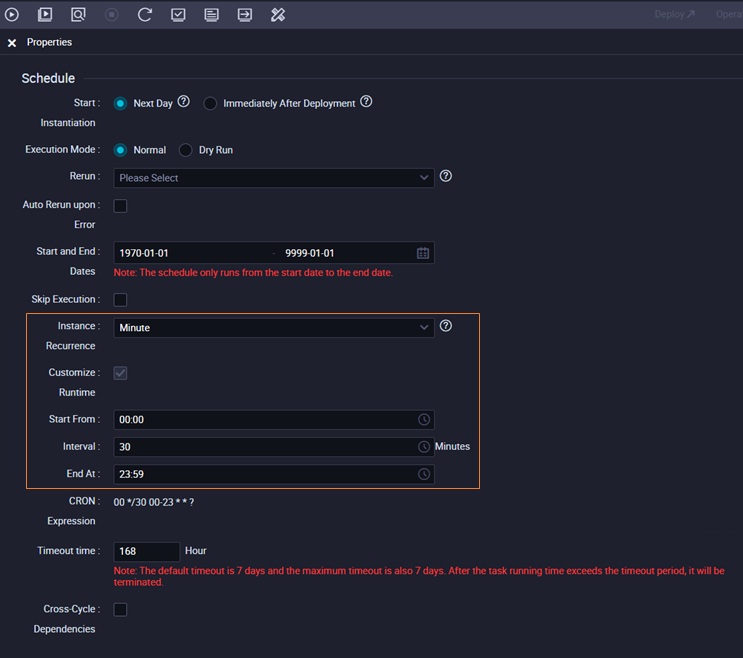 Deploy
Opera
Properties
Schedule
Start : Next Day Immediately After Deployment
Instantiation
Execution Mode : Normal Dry Run
Rerun : Please Select
Auto Rerun upon :
Error
Start and End : 1970-01-01 - 9999-01-01
Dates Note: The schedule only runs from the start date to the end date.
Skip Execution :
Instance : Minute
Recurrence
Customize :
Runtime
Start From : 00:00
Interval : 30 Minutes
End At : 23:59
CRON : 00 */30 00-23 * * ?
Expression
Timeout time : 168 Hour
Note: The default timeout is 7 days and the maximum timeout is also 7 days. After the task running time exceeds the timeout period, it will be
terminated.
Cross-Cycle :
Dependencies